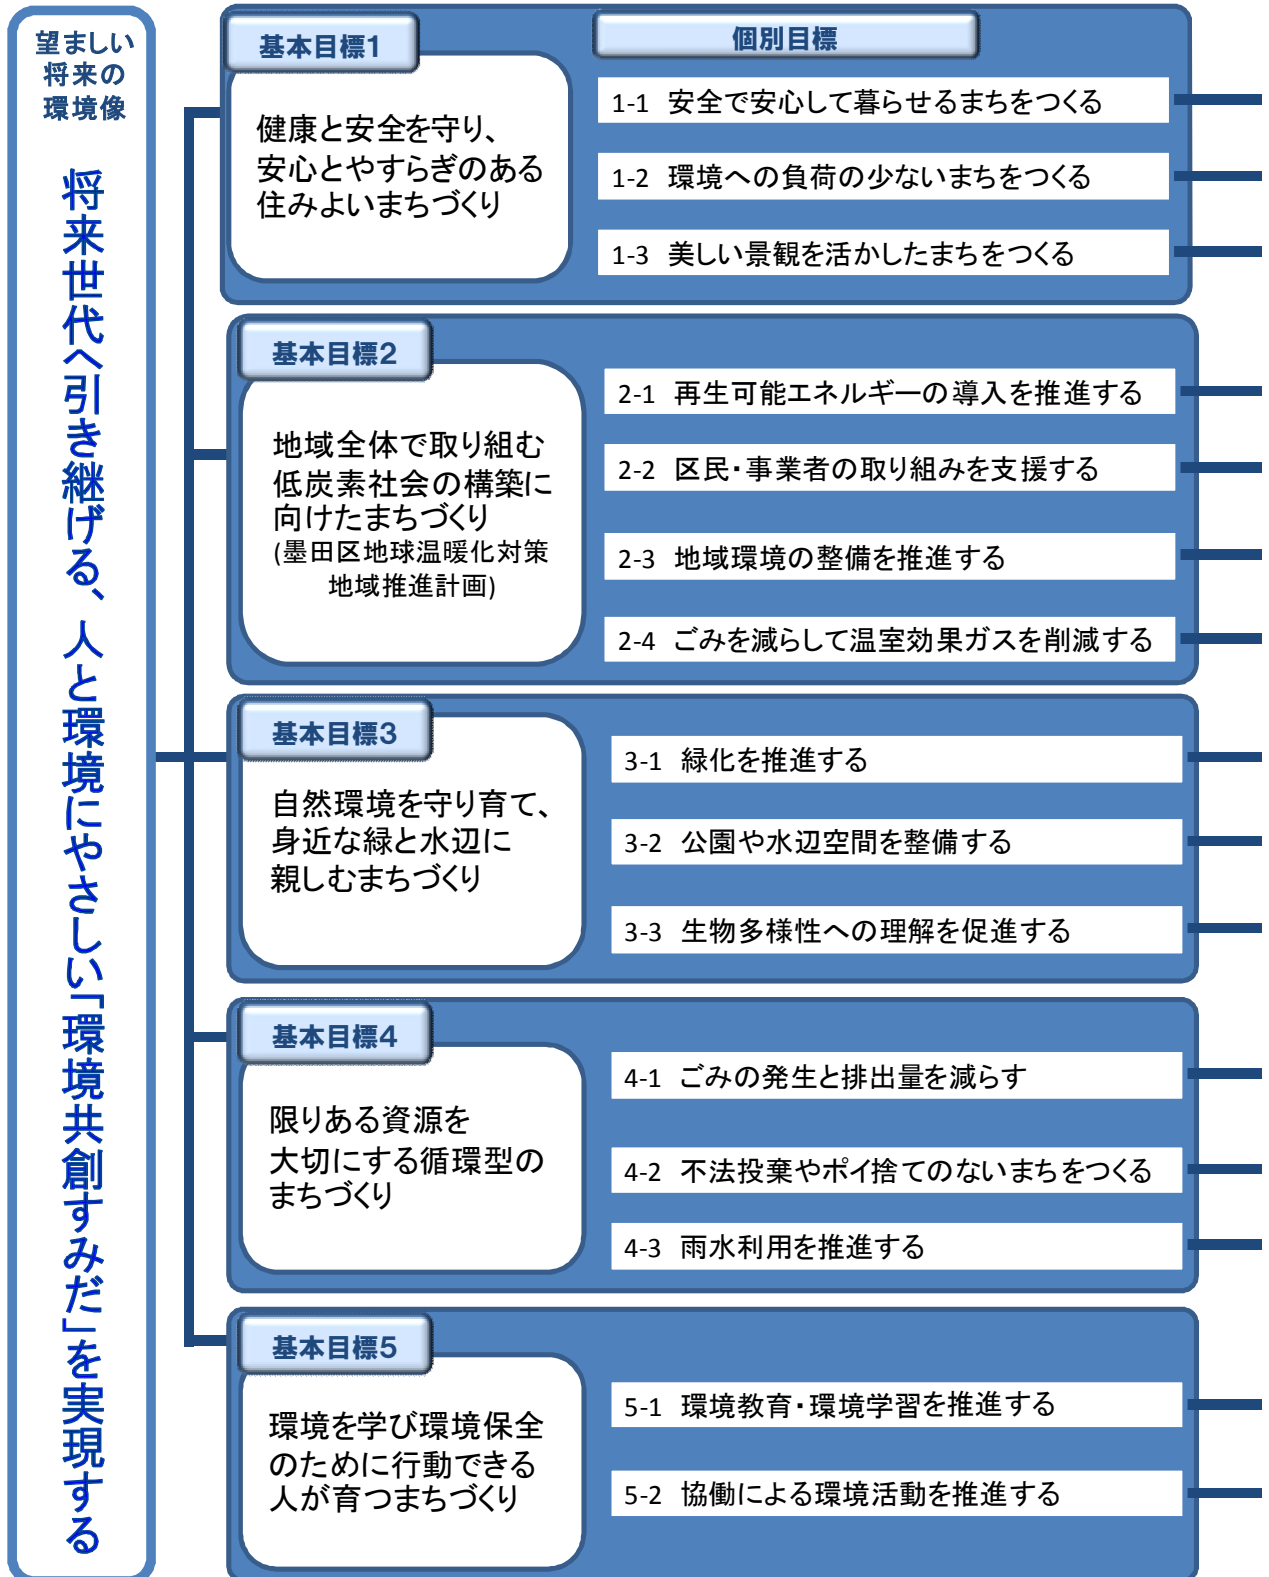 望ましい
将来の
環境像
将来世代へ引き継げる、人と環境にやさしい「環境共創すみだ」を実現する
基本目標1
個別目標
健康と安全を守り、
安心とやすらぎのある
住みよいまちづくり
1-1 安全で安心して暮らせるまちをつくる
1-2 環境への負荷の少ないまちをつくる
1-3 美しい景観を活かしたまちをつくる
基本目標2
地域全体で取り組む
低炭素社会の構築に
向けたまちづくり
(墨田区地球温暖化対策
地域推進計画)
2-1 再生可能エネルギーの導入を推進する
2-2 区民・事業者の取り組みを支援する
2-3 地域環境の整備を推進する
2-4 ごみを減らして温室効果ガスを削減する
基本目標3
自然環境を守り育て、
身近な緑と水辺に
親しむまちづくり
3-1 緑化を推進する
3-2 公園や水辺空間を整備する
3-3 生物多様性への理解を促進する
基本目標4
限りある資源を
大切にする循環型の
まちづくり
4-1 ごみの発生と排出量を減らす
4-2 不法投棄やポイ捨てのないまちをつくる
4-3 雨水利用を推進する
基本目標5
環境を学び環境保全
のために行動できる
人が育つまちづくり
5-1 環境教育・環境学習を推進する
5-2 協働による環境活動を推進する